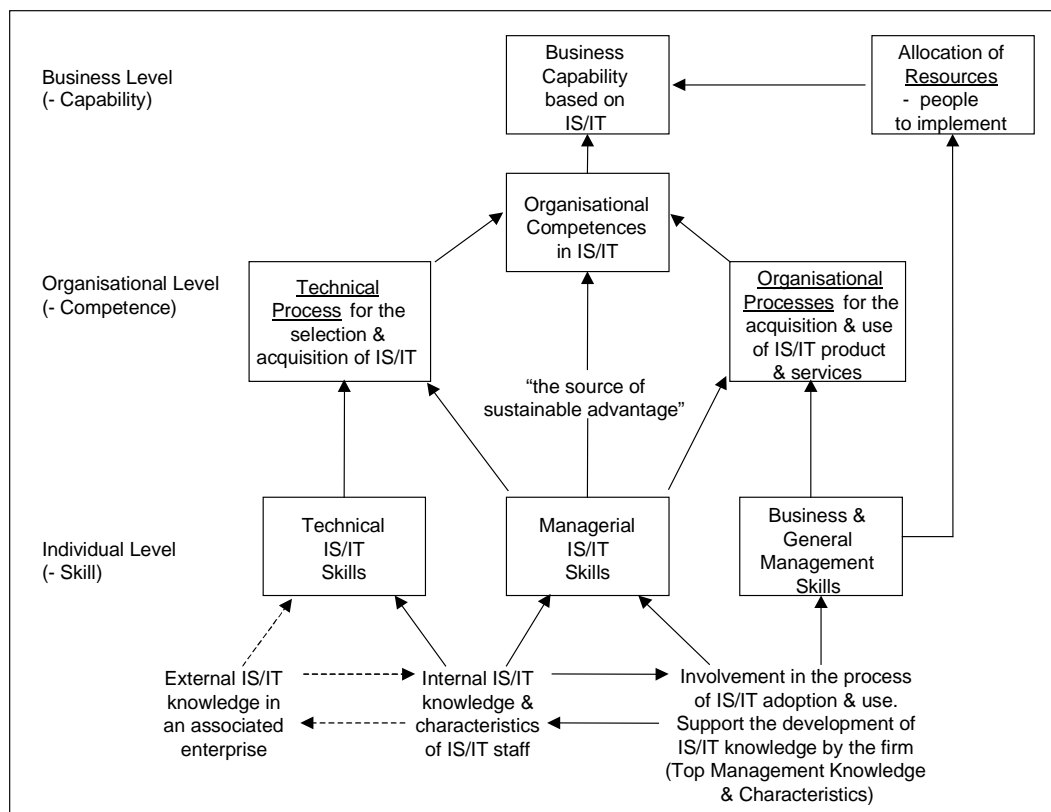 Business Level
(- Capability)
Business
Capability
based on
IS/IT
Allocation of
Resources
- people
to implement
Organisational
Competences
in IS/IT
Organisational Level
(- Competence)
Technical
Process for the
selection &
acquisition of IS/IT
Organisational
Processes for the
acquisition & use
of IS/IT product
& services
“the source of
sustainable advantage”
Individual Level
(- Skill)
Technical
IS/IT
Skills
Managerial
IS/IT
Skills
Business &
General
Management
Skills
External IS/IT
knowledge in
an associated
enterprise
Internal IS/IT
knowledge &
characteristics
of IS/IT staff
Involvement in the process
of IS/IT adoption & use.
Support the development of
IS/IT knowledge by the firm
(Top Management Knowledge
& Characteristics)